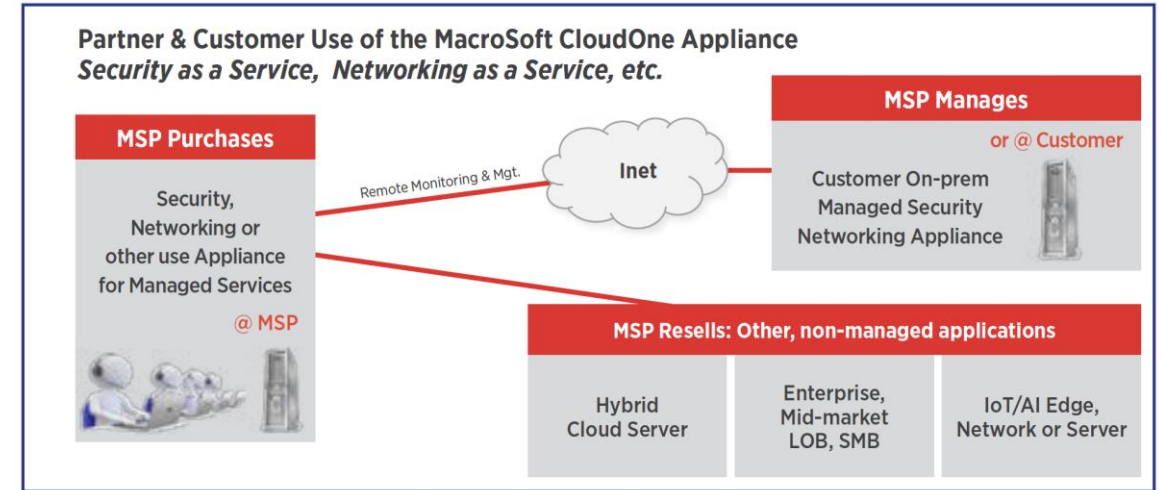 Partner & Customer Use of the MacroSoft CloudOne Appliance
Security as a Service, Networking as a Service, etc.
MSP Purchases
Security,
Networking or
other use Appliance
for Managed Services
@ MSP
Remote Monitoring & Mgt.
Inet
MSP Manages
or @ Customer
Customer On-prem
Managed Security
Networking Appliance
MSP Resells: Other, non-managed applications
Hybrid
Cloud Server
Enterprise,
Mid-market
LOB, SMB
IoT/AI Edge,
Network or Server